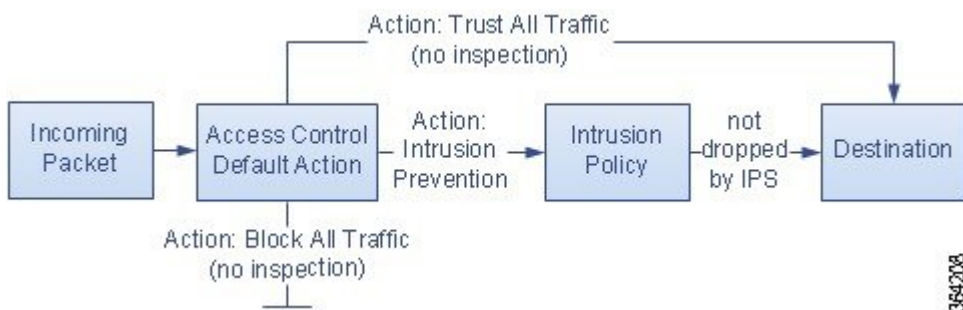 Action: Trust All Traffic
(no inspection)
Incoming
Packet
Access Control
Default Action
Action:
Intrusion
Prevention
Intrusion
Policy
not
dropped
by IPS
Destination
Action: Block All Traffic
(no inspection)
364208